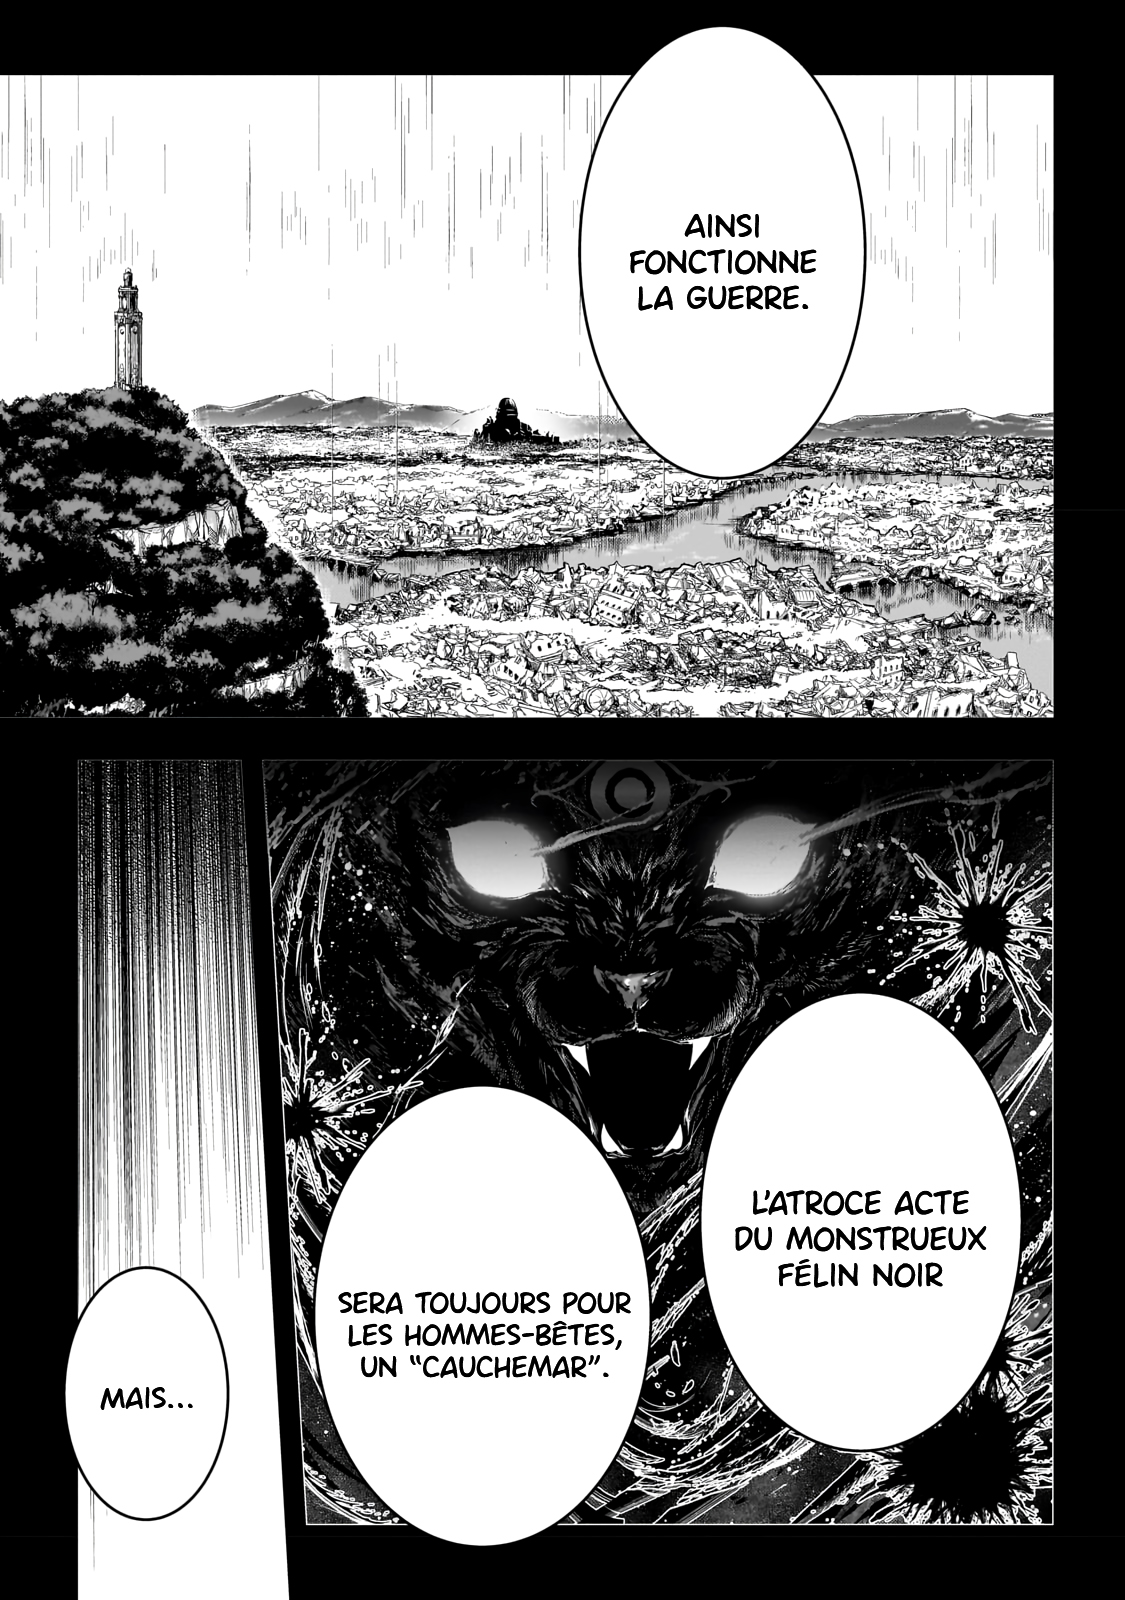 AINSI
FONCTIONNE
LA GUERRE.
L'ATROCE ACTE
DU MONSTRUEUX
FÉLIN NOIR
SERA TOUJOURS POUR
LES HOMMES-BÊTES,
UN “CAUCHEMAR”.
MAIS...